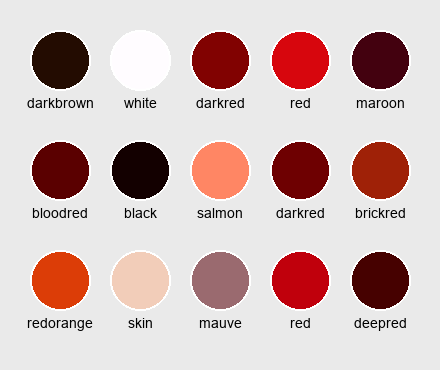 darkbrown white darkred red maroon
bloodred black salmon darkred brickred
redorange skin mauve red deepred